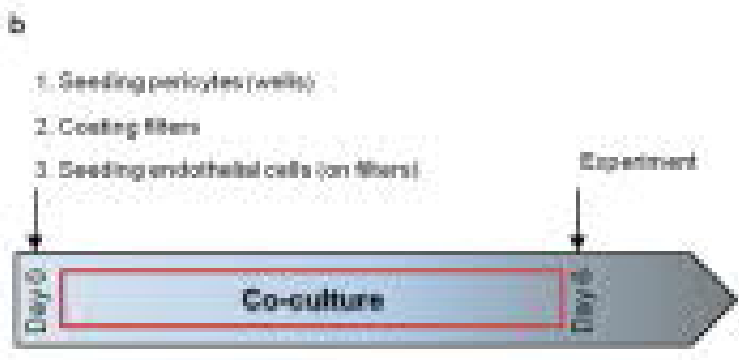 b
1. Seeding pericytes (wells)
2. Coating filters
3. Seeding endothelial cells (on filters)
Experiment
Day 0
Co-culture
Day